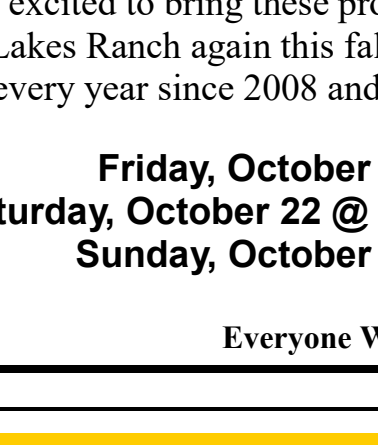 excited to bring these pro
Lakes Ranch again this fal
every year since 2008 and
Friday, October
turday, October 22 @
Sunday, October
Everyone W